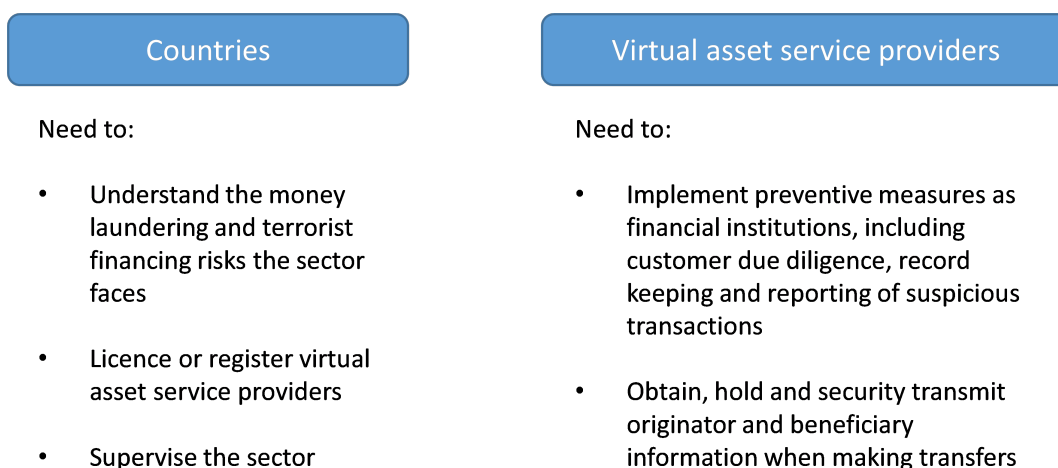 Countries
Need to:
• Understand the money
laundering and terrorist
financing risks the sector
faces
• Licence or register virtual
asset service providers
• Supervise the sector
Virtual asset service providers
Need to:
• Implement preventive measures as
financial institutions, including
customer due diligence, record
keeping and reporting of suspicious
transactions
• Obtain, hold and security transmit
originator and beneficiary
information when making transfers